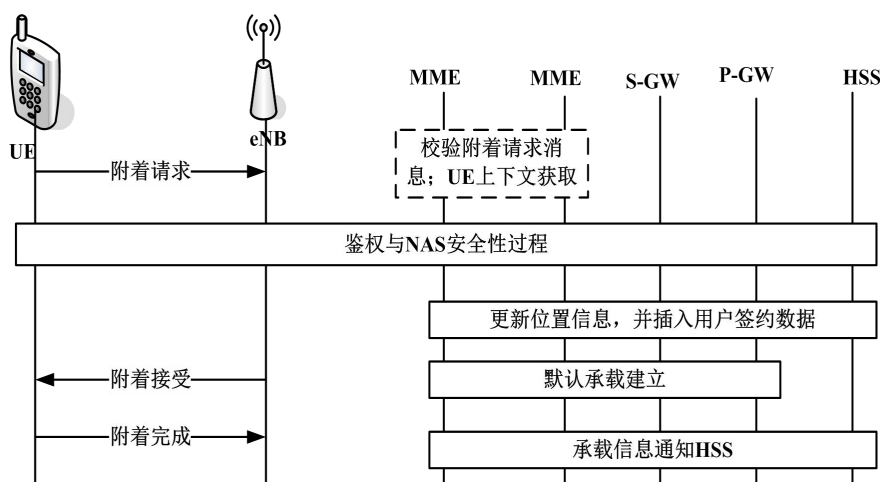 MME
MME
S-GW
P-GW
HSS
UE
eNB
校验附着请求消
息；UE上下文获取
附着请求
鉴权与NAS安全性过程
更新位置信息，并插入用户签约数据
附着接受
默认承载建立
附着完成
承载信息通知HSS